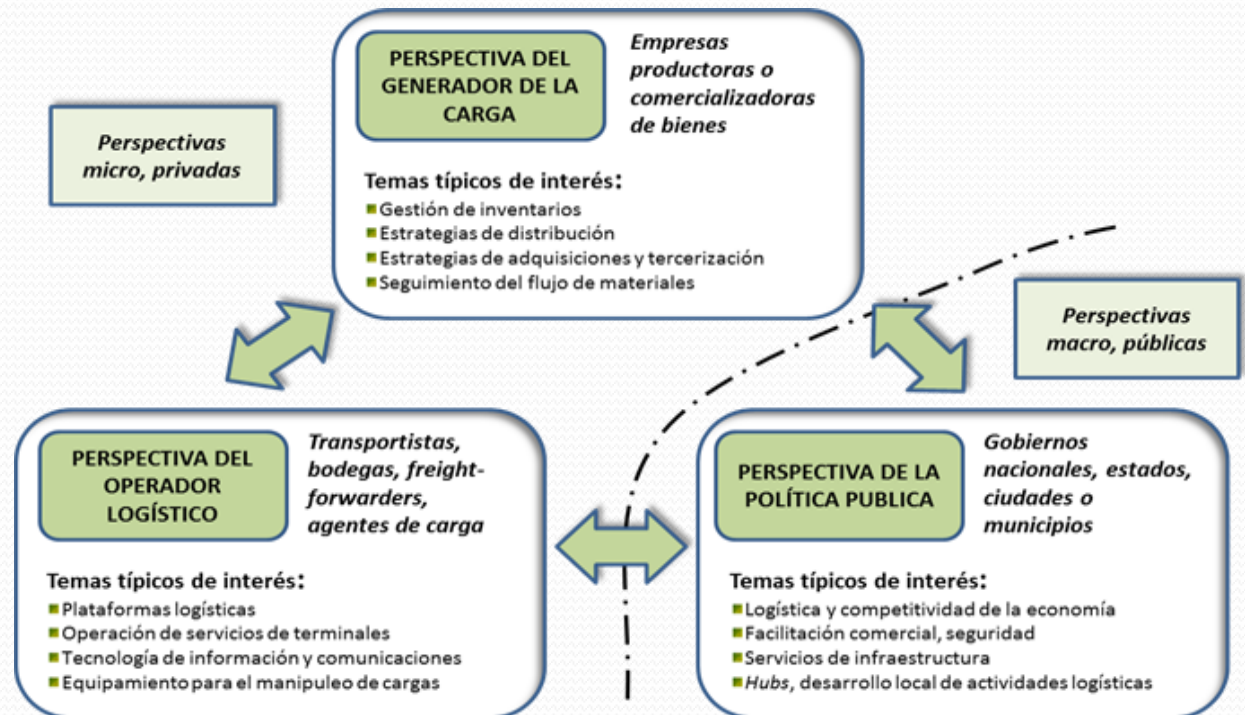 PERSPECTIVA DEL
GENERADOR DE LA
CARGA
Empresas
productoras o
comercializadoras
de bienes
Temas típicos de interés:
Gestión de inventarios
Estrategias de distribución
Estrategias de adquisiciones y tercerización
Seguimiento del flujo de materiales
Perspectivas
micro, privadas
Perspectivas
macro, públicas
PERSPECTIVA DEL
OPERADOR
LOGÍSTICO
Transportistas,
bodegas, freight-
forwarders,
agentes de carga
Temas típicos de interés:
Plataformas logísticas
Operación de servicios de terminales
Tecnología de información y comunicaciones
Equipamiento para el manipuleo de cargas
PERSPECTIVA DE LA
POLÍTICA PUBLICA
Gobiernos
nacionales, estados,
ciudades o
municipios
Temas típicos de interés:
Logística y competitividad de la economía
Facilitación comercial, seguridad
Servicios de infraestructura
Hubs, desarrollo local de actividades logísticas